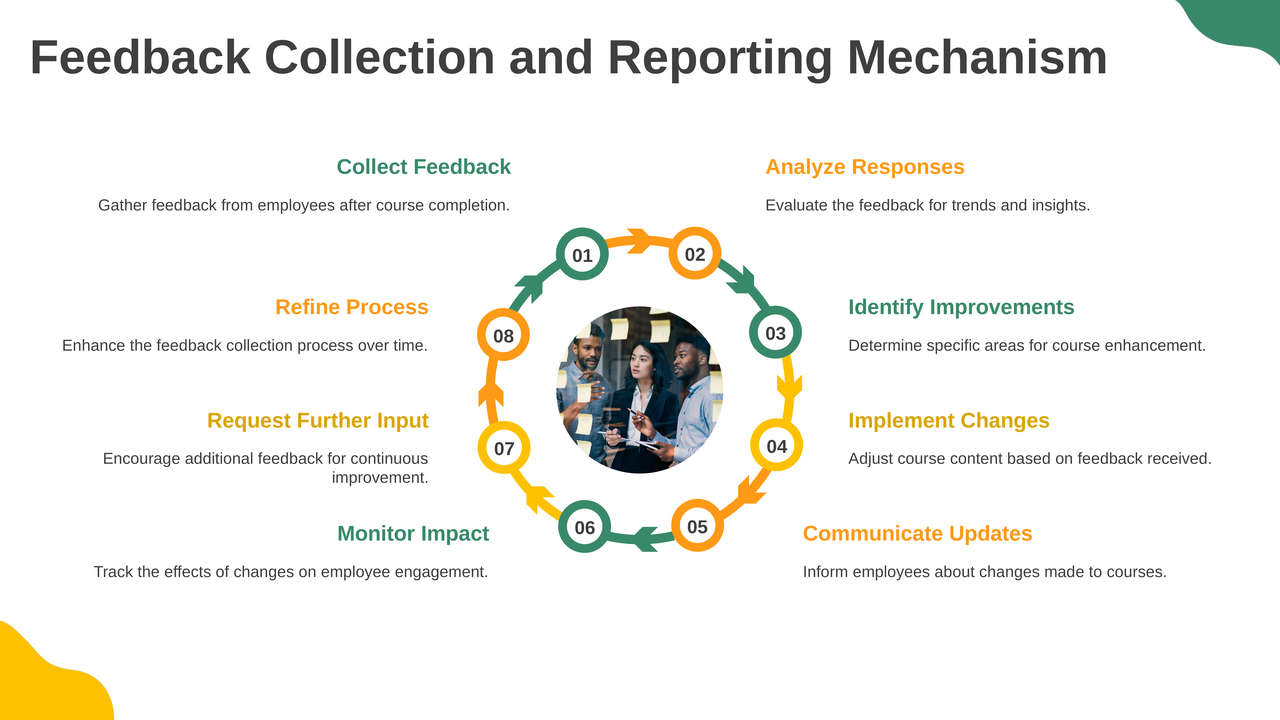 Feedback Collection and Reporting Mechanism
Collect Feedback
Gather feedback from employees after course completion.
Analyze Responses
Evaluate the feedback for trends and insights.
01
02
Refine Process
Enhance the feedback collection process over time.
08
03
Identify Improvements
Determine specific areas for course enhancement.
Request Further Input
Encourage additional feedback for continuous
improvement.
07
04
Implement Changes
Adjust course content based on feedback received.
Monitor Impact
Track the effects of changes on employee engagement.
06
05
Communicate Updates
Inform employees about changes made to courses.